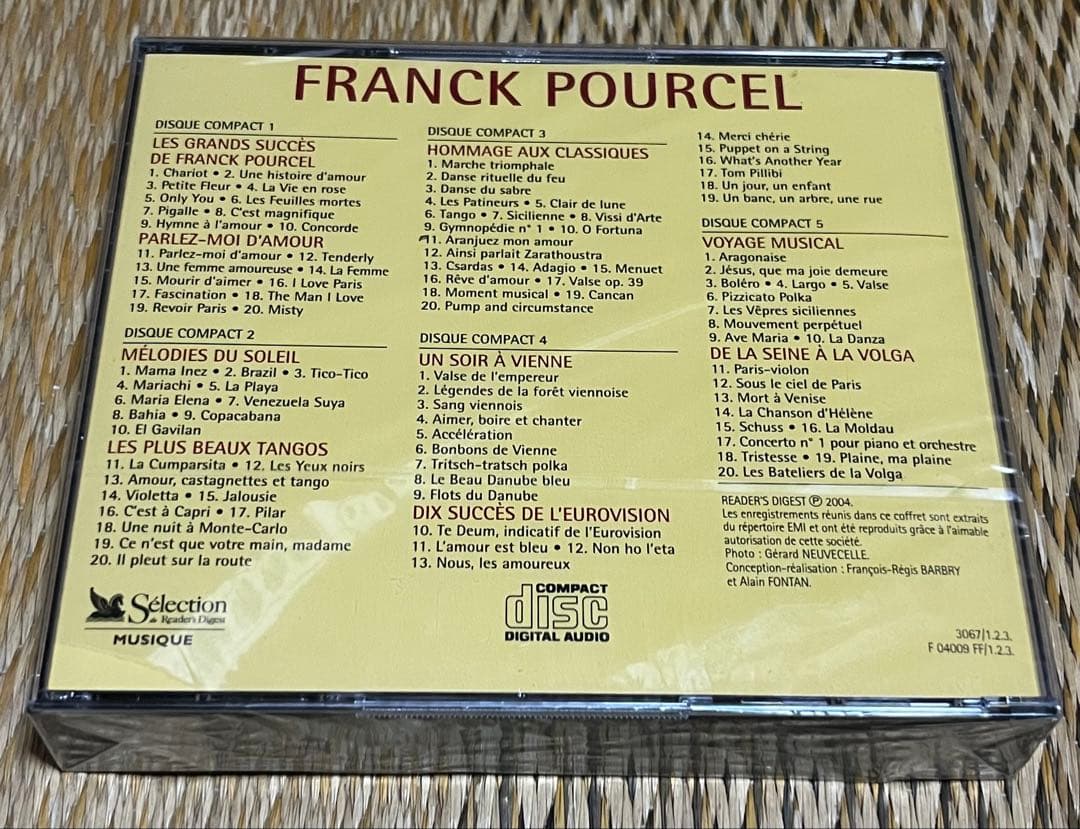 FRANCK POURCEL
DISQUE COMPACT 1
LES GRANDS SUCCÈS
DE FRANCK POURCEL
1. Chariot • 2. Une histoire d'amour
3. Petite Fleur • 4. La Vie en rose
5. Only You • 6. Les Feuilles mortes
7. Pigalle • 8. C'est magnifique
9. Hymne à l'amour • 10. Concorde
PARLEZ-MOI D'AMOUR
11. Parlez-moi d'amour • 12. Tenderly
13. Une femme amoureuse • 14. La Femme
15. Mourir d'aimer • 16. I Love Paris
17. Fascination • 18. The Man I Love
19. Revoir Paris • 20. Misty
DISQUE COMPACT 2
MÉLODIES DU SOLEIL
1. Mama Inez • 2. Brazil • 3. Tico-Tico
4. Mariachi • 5. La Playa
6. Maria Elena • 7. Venezuela Suya
8. Bahia • 9. Copacabana
10. El Gavilan
LES PLUS BEAUX TANGOS
11. La Cumparsita • 12. Les Yeux noirs
13. Amour, castagnettes et tango
14. Violetta • 15. Jalousie
16. C'est à Capri • 17. Pilar
18. Une nuit à Monte-Carlo
19. Ce n'est que votre main, madame
20. Il pleut sur la route
Sélection
du Reader's Digest
MUSIQUE
DISQUE COMPACT 3
HOMMAGE AUX CLASSIQUES
1. Marche triomphale
2. Danse rituelle du feu
3. Danse du sabre
4. Les Patineurs • 5. Clair de lune
6. Tango • 7. Sicilienne • 8. Vissi d'Arte
9. Gymnopédie n° 1 • 10. O Fortuna
11. Aranjuez mon amour
12. Ainsi parlait Zarathoustra
13. Csardas • 14. Adagio • 15. Menuet
16. Rêve d'amour • 17. Valse op. 39
18. Moment musical • 19. Cancan
20. Pump and circumstance
DISQUE COMPACT 4
UN SOIR À VIENNE
1. Valse de l'empereur
2. Légendes de la forêt viennoise
3. Sang viennois
4. Aimer, boire et chanter
5. Accélération
6. Bonbons de Vienne
7. Tritsch-tratsch polka
8. Le Beau Danube bleu
9. Flots du Danube
DIX SUCCÈS DE L'EUROVISION
10. Te Deum, indicatif de l'Eurovision
11. L'amour est bleu • 12. Non ho l'eta
13. Nous, les amoureux
COMPACT
disc
DIGITAL AUDIO
14. Merci chérie
15. Puppet on a String
16. What's Another Year
17. Tom Pillibi
18. Un jour, un enfant
19. Un banc, un arbre, une rue
DISQUE COMPACT 5
VOYAGE MUSICAL
1. Aragonaise
2. Jésus, que ma joie demeure
3. Boléro • 4. Largo • 5. Valse
6. Pizzicato Polka
7. Les Vêpres siciliennes
8. Mouvement perpétuel
9. Ave Maria • 10. La Danza
DE LA SEINE À LA VOLGA
11. Paris-violon
12. Sous le ciel de Paris
13. Mort à Venise
14. La Chanson d'Hélène
15. Schuss • 16. La Moldau
17. Concerto n° 1 pour piano et orchestre
18. Tristesse • 19. Plaine, ma plaine
20. Les Bateliers de la Volga
READER'S DIGEST ℗ 2004.
Les enregistrements réunis dans ce coffret sont extraits
du répertoire EMI et ont été reproduits grâce à l'aimable
autorisation de cette société.
Photo : Gérard NEUVECELLE.
Conception-réalisation : François-Régis BARBRY
et Alain FONTAN.
3067/1.2.3.
F 04009 FF/1.2.3.